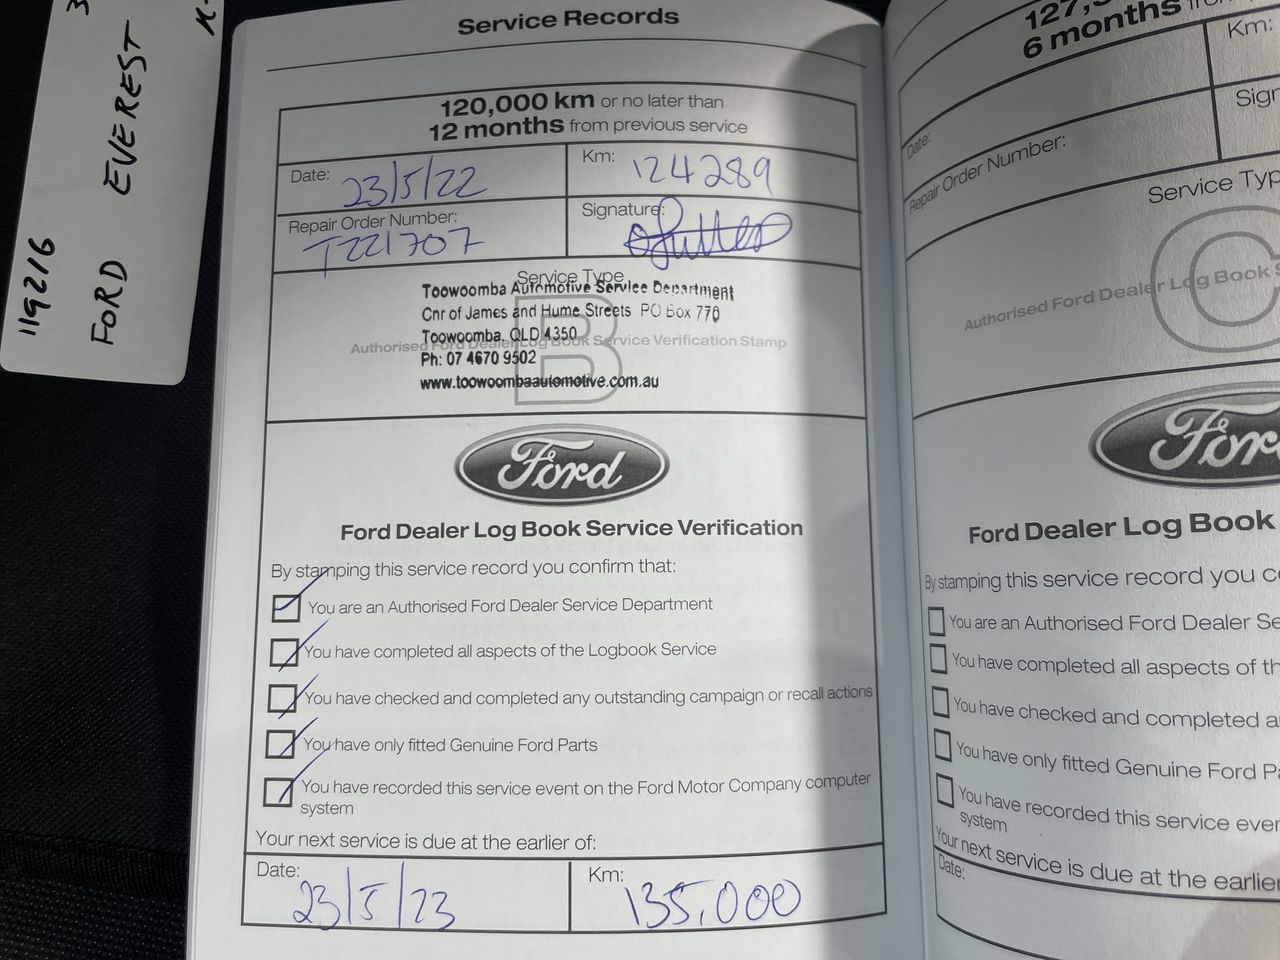 119216
FORD EVEREST
Service Records
120,000 km or no later than
12 months from previous service
Date: 23/5/22
Km: 124289
Repair Order Number: T221707
Signature:
Service Type
Toowoomba Automotive Service Department
Cnr of James and Hume Streets PO Box 770
Toowoomba. QLD 4350
Authorised Ford Dealer Log Book Service Verification Stamp
Ph: 07 4670 9502
www.toowoombaautomotive.com.au
B
Ford
Ford Dealer Log Book Service Verification
By stamping this service record you confirm that:
You are an Authorised Ford Dealer Service Department
You have completed all aspects of the Logbook Service
You have checked and completed any outstanding campaign or recall actions
You have only fitted Genuine Ford Parts
You have recorded this service event on the Ford Motor Company computer
system
Your next service is due at the earlier of:
Date: 23/5/23
Km: 135,000
6 months
Date:
Km:
Repair Order Number:
Sign
Service Typ
Authorised Ford Dealer Log Book S
C
For
Ford Dealer Log Book
By stamping this service record you co
You are an Authorised Ford Dealer Se
You have completed all aspects of th
You have checked and completed a
You have only fitted Genuine Ford Pa
You have recorded this service ever
system
Your next service is due at the earlier
Date: